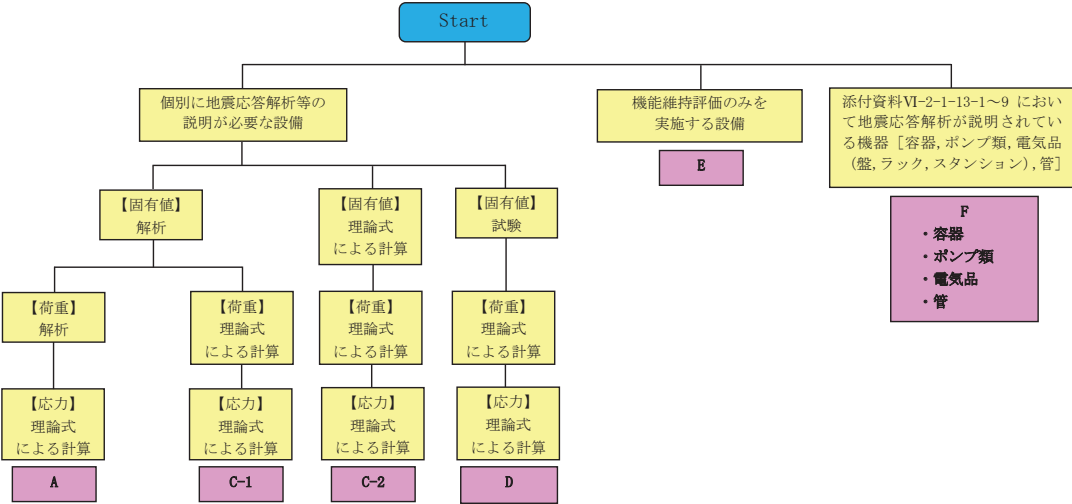 Start
個別に地震応答解析等の
説明が必要な設備
機能維持評価のみを
実施する設備
E
添付資料Ⅵ-2-1-13-1～9 におい
て地震応答解析が説明されてい
る機器［容器,ポンプ類,電気品
（盤,ラック,スタンション）,管］
F
・容器
・ポンプ類
・電気品
・管
【固有値】
解析
【固有値】
理論式
による計算
【固有値】
試験
【荷重】
解析
【荷重】
理論式
による計算
【荷重】
理論式
による計算
【荷重】
理論式
による計算
【応力】
理論式
による計算
【応力】
理論式
による計算
【応力】
理論式
による計算
【応力】
理論式
による計算
A
C-1
C-2
D